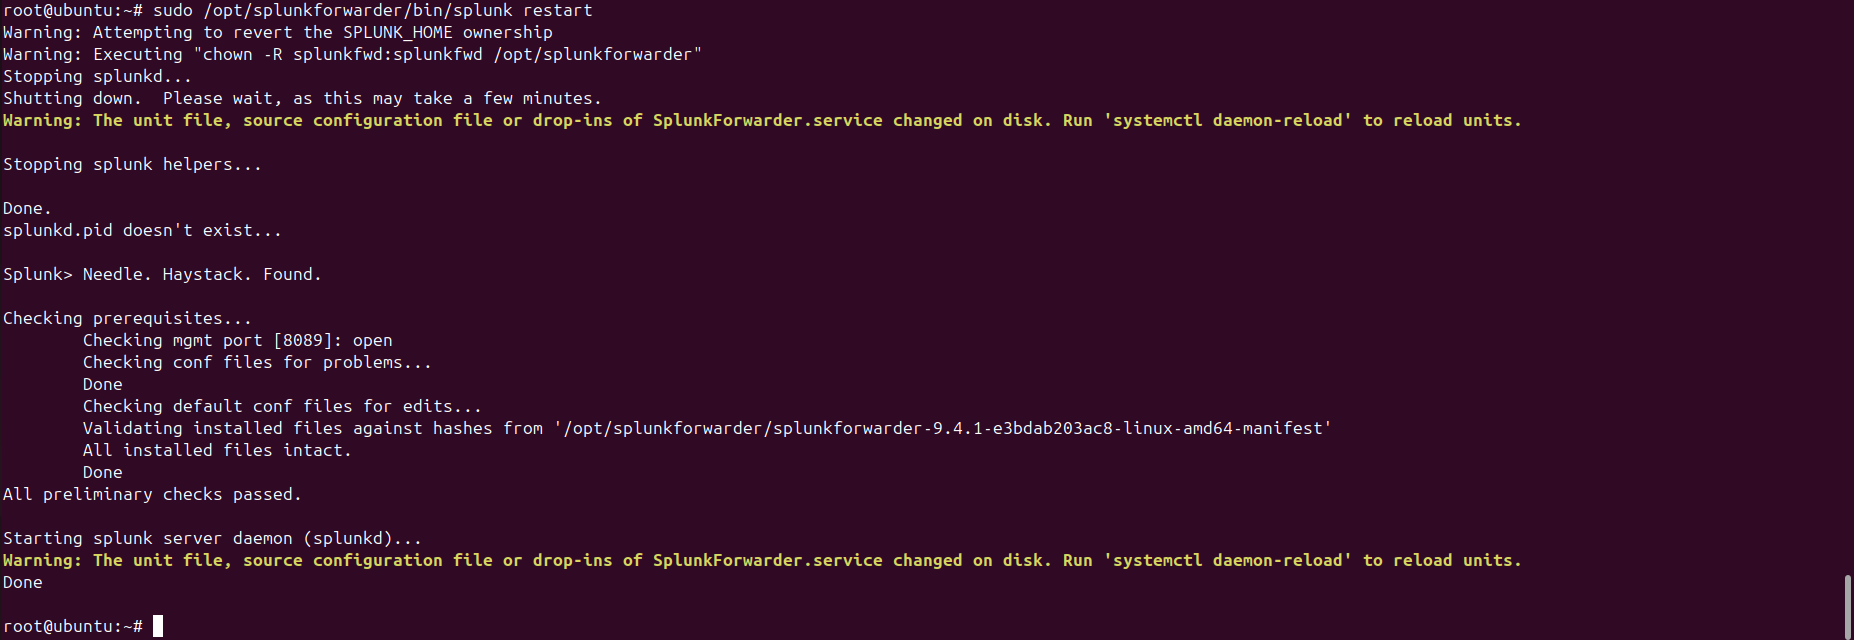 root@ubuntu:~# sudo /opt/splunkforwarder/bin/splunk restart
Warning: Attempting to revert the SPLUNK_HOME ownership
Warning: Executing "chown -R splunkfwd:splunkfwd /opt/splunkforwarder"
Stopping splunkd...
Shutting down.  Please wait, as this may take a few minutes.
Warning: The unit file, source configuration file or drop-ins of SplunkForwarder.service changed on disk. Run 'systemctl daemon-reload' to reload units.
Stopping splunk helpers...
Done.
splunkd.pid doesn't exist...
Splunk> Needle. Haystack. Found.
Checking prerequisites...
Checking mgmt port [8089]: open
Checking conf files for problems...
Done
Checking default conf files for edits...
Validating installed files against hashes from '/opt/splunkforwarder/splunkforwarder-9.4.1-e3bdab203ac8-linux-amd64-manifest'
All installed files intact.
Done
All preliminary checks passed.
Starting splunk server daemon (splunkd)...
Warning: The unit file, source configuration file or drop-ins of SplunkForwarder.service changed on disk. Run 'systemctl daemon-reload' to reload units.
Done
root@ubuntu:~#